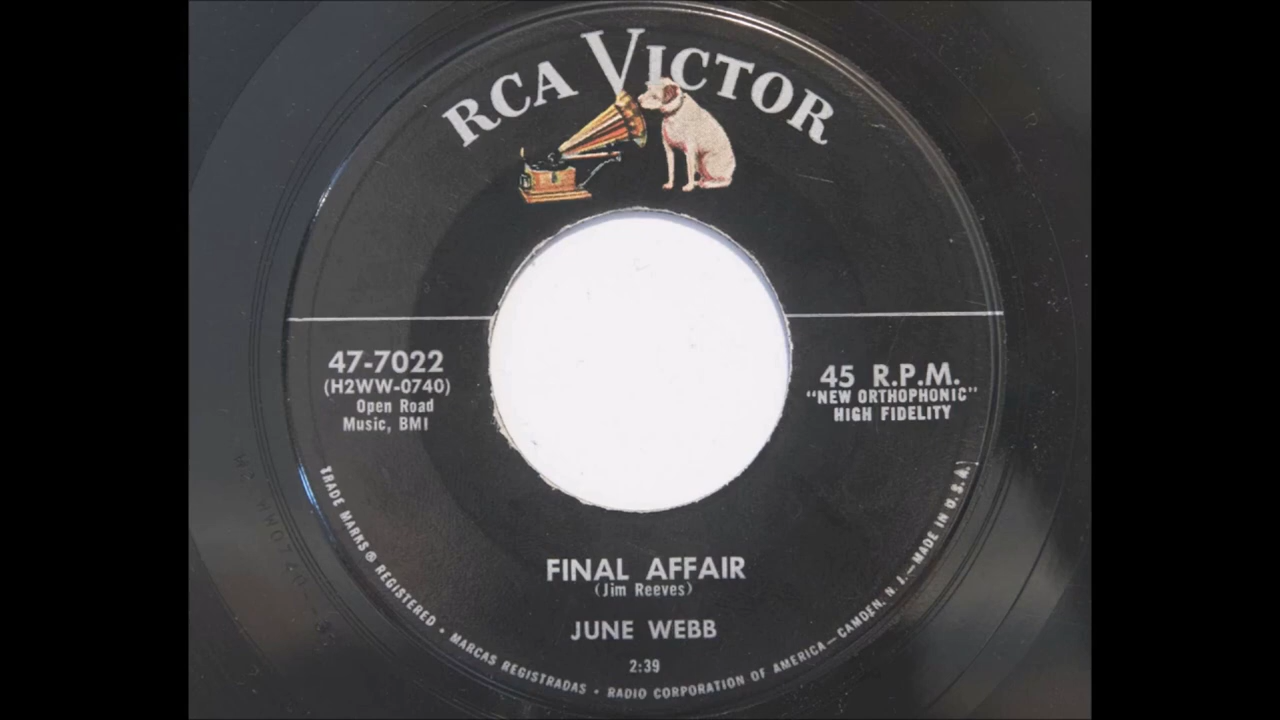 RCA VICTOR
47-7022
(H2WW-0740)
Open Road
Music, BMI
45 R.P.M.
"NEW ORTHOPHONIC"
HIGH FIDELITY
FINAL AFFAIR
(Jim Reeves)
JUNE WEBB
2:39
TRADE MARKS ® REGISTERED • MARCAS REGISTRADAS • RADIO CORPORATION OF AMERICA—CAMDEN, N. J.—MADE IN U.S.A.